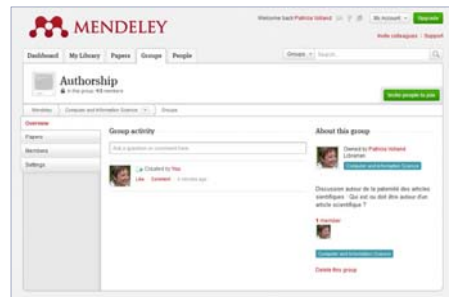 MENDELEY
Welcome back Patricia Volland
My Account
Upgrade
Invite colleagues | Support
Dashboard
My Library
Papers
Groups
People
Groups
Search...
Authorship
Invite people to join
Mendeley
Computer and Information Science
Groups
Overview
Papers
Members
Settings
Group activity
Ask a question or comment here
Created by You
Like Comment 4 minutes ago
About this group
Owned by Patricia Volland
Librarian
Computer and Information Science
Discussion autour de la paternité des articles
scientifiques : Qui est ou doit être auteur d'un
article scientifique ?
1 member
Computer and Information Science
Delete this group